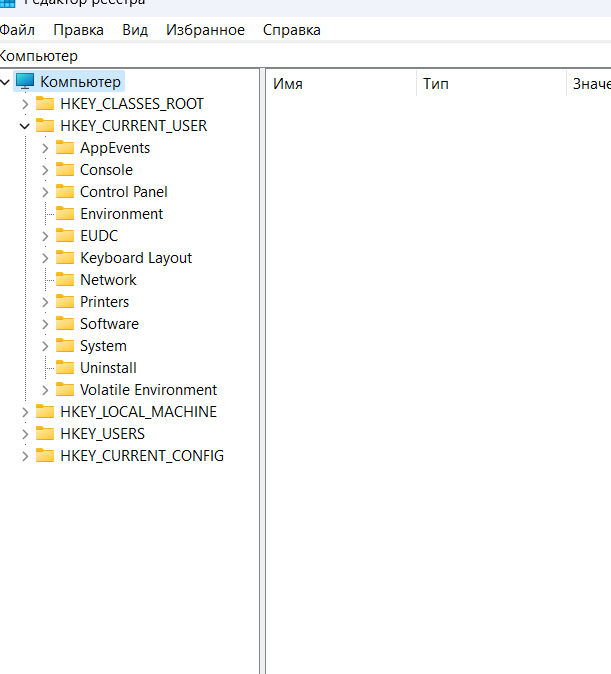 Редактор реестра
Файл Правка Вид Избранное Справка
Компьютер
Имя Тип Значе
Компьютер
HKEY_CLASSES_ROOT
HKEY_CURRENT_USER
AppEvents
Console
Control Panel
Environment
EUDC
Keyboard Layout
Network
Printers
Software
System
Uninstall
Volatile Environment
HKEY_LOCAL_MACHINE
HKEY_USERS
HKEY_CURRENT_CONFIG